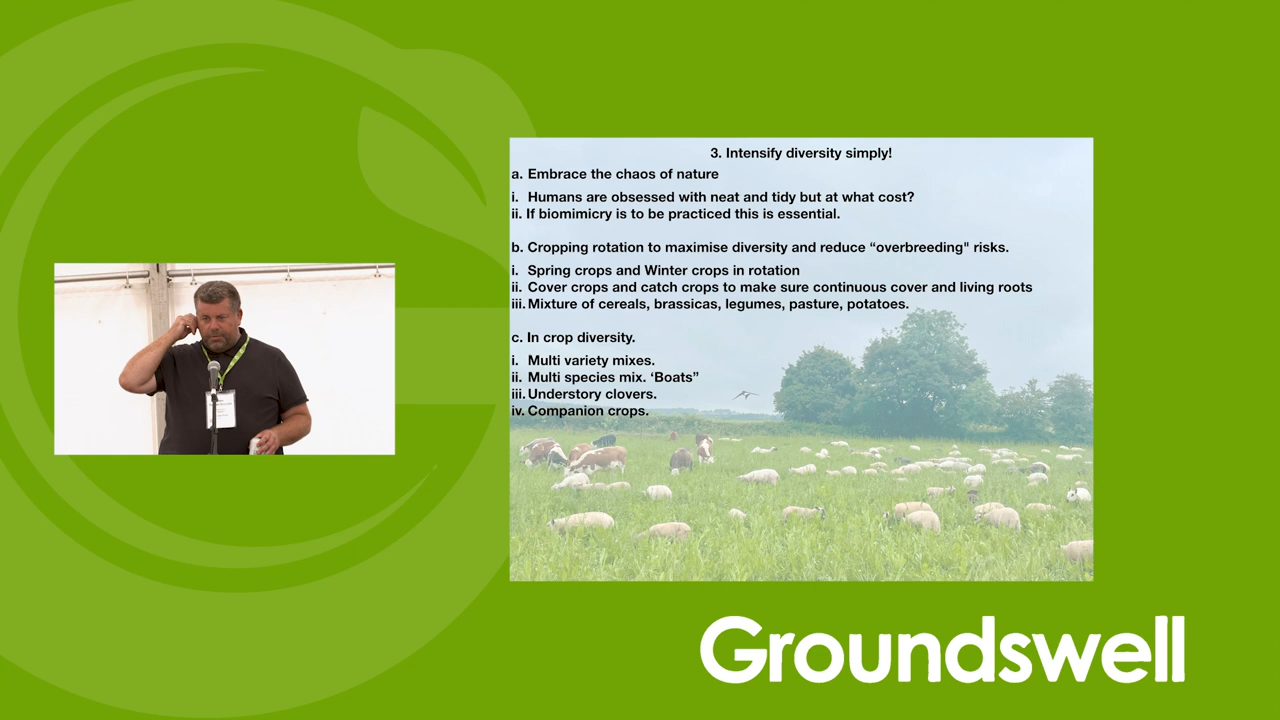 3. Intensify diversity simply!
a. Embrace the chaos of nature
i. Humans are obsessed with neat and tidy but at what cost?
ii. If biomimicry is to be practiced this is essential.
b. Cropping rotation to maximise diversity and reduce “overbreeding" risks.
i. Spring crops and Winter crops in rotation
ii. Cover crops and catch crops to make sure continuous cover and living roots
iii. Mixture of cereals, brassicas, legumes, pasture, potatoes.
c. In crop diversity.
i. Multi variety mixes.
ii. Multi species mix. ‘Boats”
iii. Understory clovers.
iv. Companion crops.
Groundswell